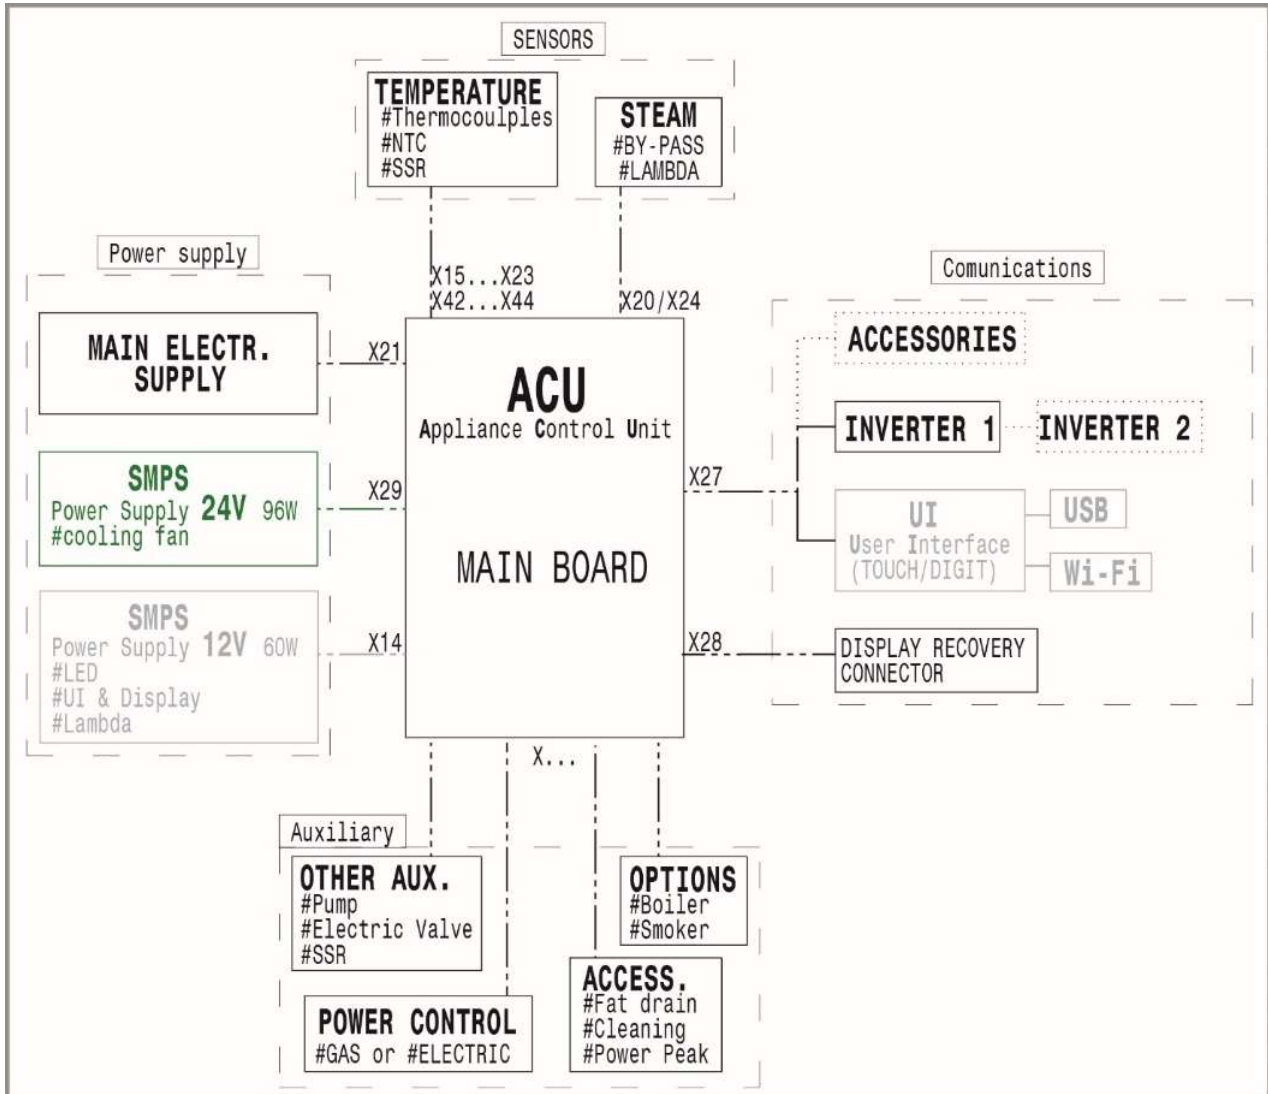 SENSORS
TEMPERATURE
#Thermocoulples
#NTC
#SSR
STEAM
#BY-PASS
#LAMBDA
Power supply
X15...X23
X42...X44
X20/X24
Comunications
MAIN ELECTR.
SUPPLY
X21
ACU
Appliance Control Unit
MAIN BOARD
ACCESSORIES
INVERTER 1
INVERTER 2
SMPS
Power Supply 24V 96W
#cooling fan
X29
X27
UI
User Interface
(TOUCH/DIGIT)
USB
Wi-Fi
SMPS
Power Supply 12V 60W
#LED
#UI & Display
#Lambda
X14
X28
DISPLAY RECOVERY
CONNECTOR
X...
Auxiliary
OTHER AUX.
#Pump
#Electric Valve
#SSR
OPTIONS
#Boiler
#Smoker
POWER CONTROL
#GAS or #ELECTRIC
ACCESS.
#Fat drain
#Cleaning
#Power Peak